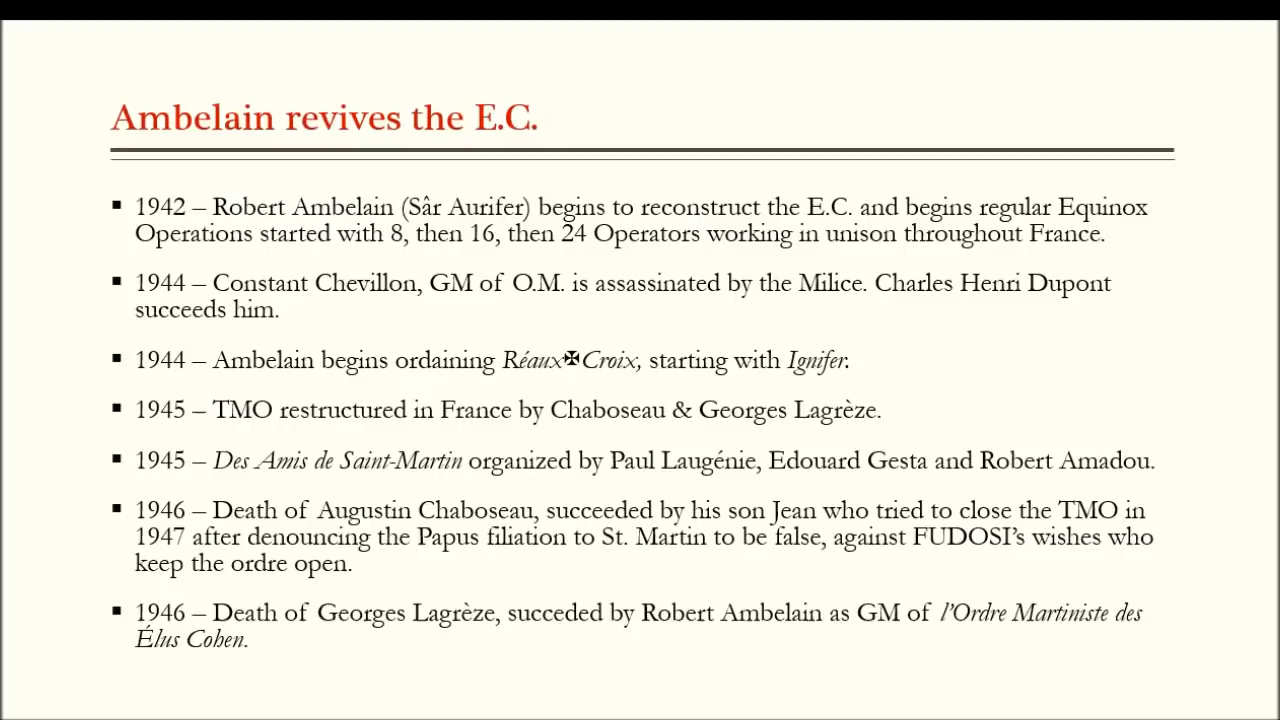 Ambelain revives the E.C.
▪ 1942 – Robert Ambelain (Sâr Aurifer) begins to reconstruct the E.C. and begins regular Equinox
Operations started with 8, then 16, then 24 Operators working in unison throughout France.
▪ 1944 – Constant Chevillon, GM of O.M. is assassinated by the Milice. Charles Henri Dupont
succeeds him.
▪ 1944 – Ambelain begins ordaining Réaux✠Croix, starting with Ignifer.
▪ 1945 – TMO restructured in France by Chaboseau & Georges Lagrèze.
▪ 1945 – Des Amis de Saint-Martin organized by Paul Laugénie, Edouard Gesta and Robert Amadou.
▪ 1946 – Death of Augustin Chaboseau, succeeded by his son Jean who tried to close the TMO in
1947 after denouncing the Papus filiation to St. Martin to be false, against FUDOSI’s wishes who
keep the ordre open.
▪ 1946 – Death of Georges Lagrèze, succeded by Robert Ambelain as GM of l’Ordre Martiniste des
Élus Cohen.